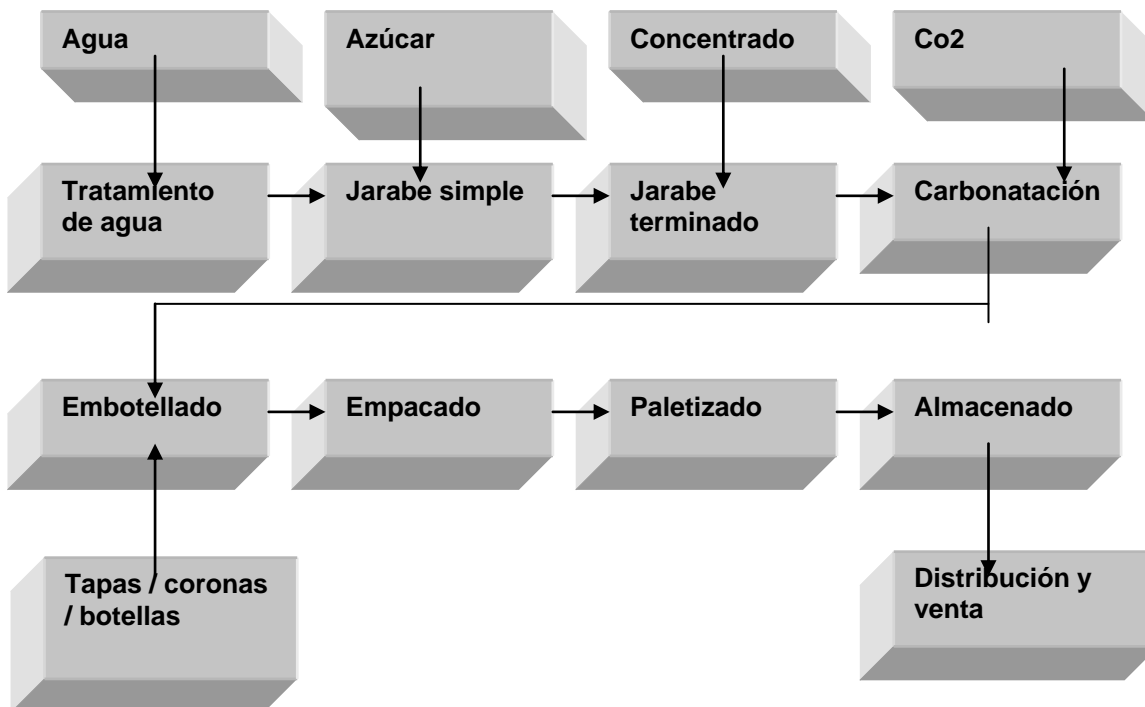 Agua
Azúcar
Concentrado
Co2
Tratamiento
de agua
Jarabe simple
Jarabe
terminado
Carbonatación
Embotellado
Empacado
Paletizado
Almacenado
Tapas / coronas
/ botellas
Distribución y
venta